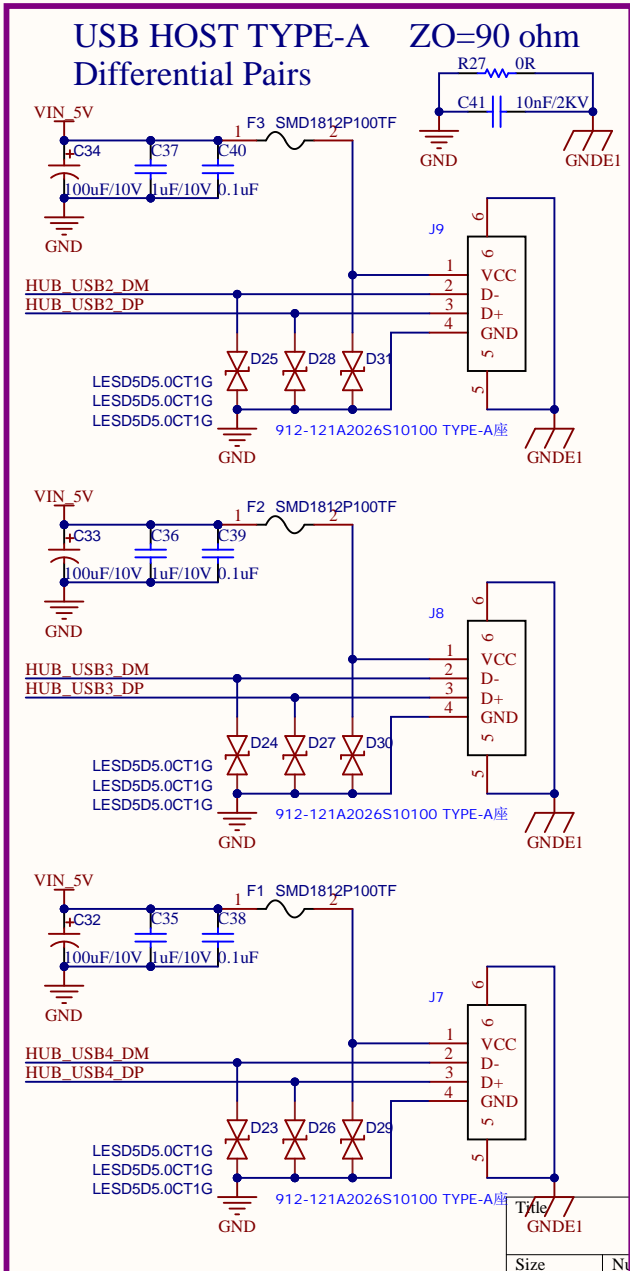 USB HOST TYPE-A ZO=90 ohm
Differential Pairs
R27 0R
C41 10nF/2KV
GND
GNDE1
VIN_5V
F3 SMD1812P100TF
1 2
+ C34 C37 C40
100uF/10V 1uF/10V 0.1uF
GND
J9
6
6
1 VCC
HUB_USB2_DM 2 D-
HUB_USB2_DP 3 D+
4 GND
5
5
D25 D28 D31
LESD5D5.0CT1G
LESD5D5.0CT1G
LESD5D5.0CT1G
912-121A2026S10100 TYPE-A座
GND
GNDE1
VIN_5V
F2 SMD1812P100TF
1 2
+ C33 C36 C39
100uF/10V 1uF/10V 0.1uF
GND
J8
6
6
1 VCC
HUB_USB3_DM 2 D-
HUB_USB3_DP 3 D+
4 GND
5
5
D24 D27 D30
LESD5D5.0CT1G
LESD5D5.0CT1G
LESD5D5.0CT1G
912-121A2026S10100 TYPE-A座
GND
GNDE1
VIN_5V
F1 SMD1812P100TF
1 2
+ C32 C35 C38
100uF/10V 1uF/10V 0.1uF
GND
J7
6
6
1 VCC
HUB_USB4_DM 2 D-
HUB_USB4_DP 3 D+
4 GND
5
5
D23 D26 D29
LESD5D5.0CT1G
LESD5D5.0CT1G
LESD5D5.0CT1G
912-121A2026S10100 TYPE-A座
GND
GNDE1
Title
Size